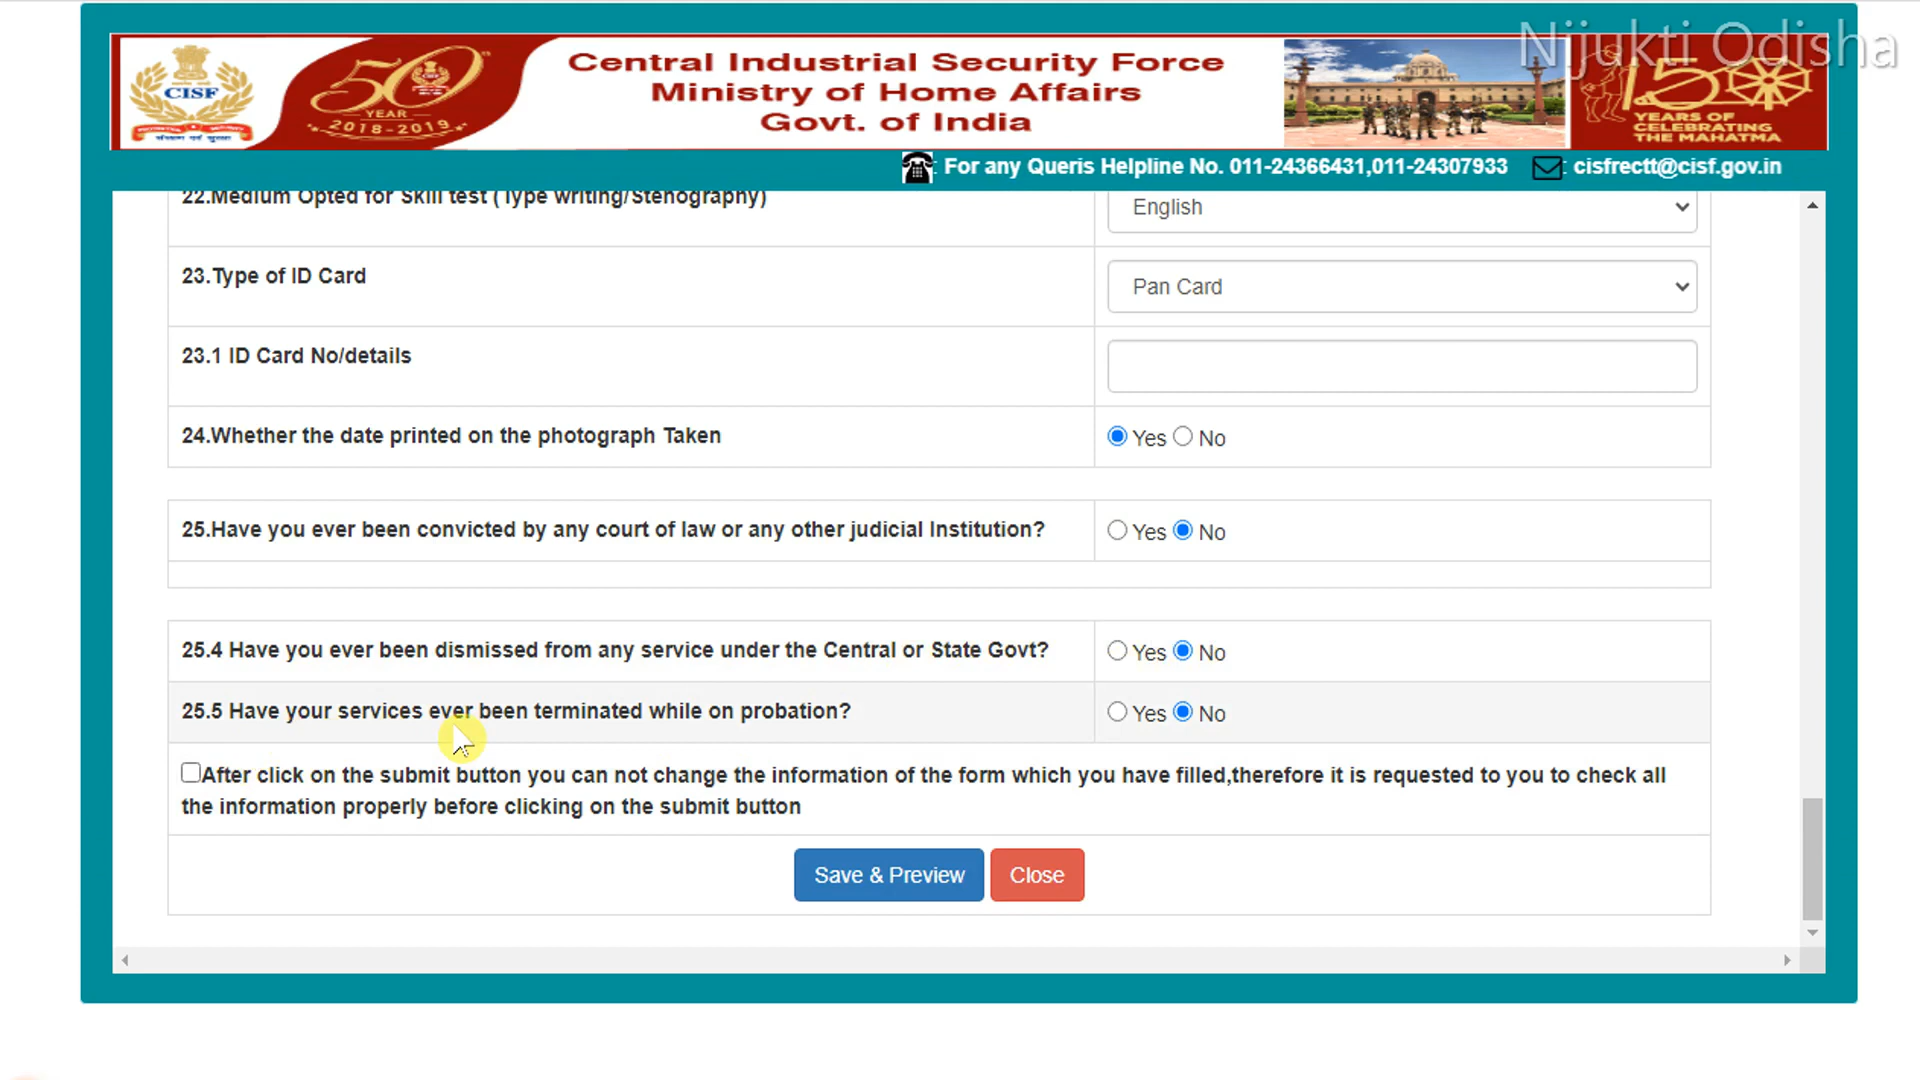 Nijukti Odisha
CISF
50
YEAR
2018-2019
Central Industrial Security Force
Ministry of Home Affairs
Govt. of India
150
YEARS OF
CELEBRATING
THE MAHATMA
For any Queris Helpline No. 011-24366431,011-24307933 : cisfrectt@cisf.gov.in
22.Medium Opted for Skill test (Type writing/Stenography) English
23.Type of ID Card Pan Card
23.1 ID Card No/details
24.Whether the date printed on the photograph Taken Yes No
25.Have you ever been convicted by any court of law or any other judicial Institution? Yes No
25.4 Have you ever been dismissed from any service under the Central or State Govt? Yes No
25.5 Have your services ever been terminated while on probation? Yes No
After click on the submit button you can not change the information of the form which you have filled,therefore it is requested to you to check all
the information properly before clicking on the submit button
Save & Preview Close